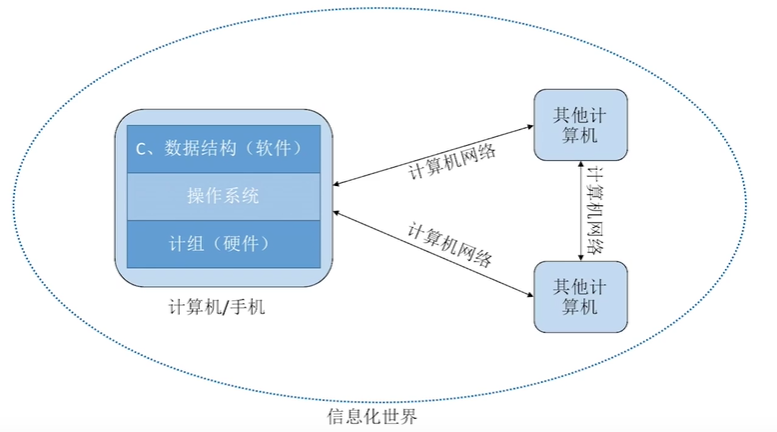 C、数据结构（软件）
操作系统
计组（硬件）
计算机/手机
计算机网络
计算机网络
其他计
算机
计算机网络
其他计
算机
信息化世界